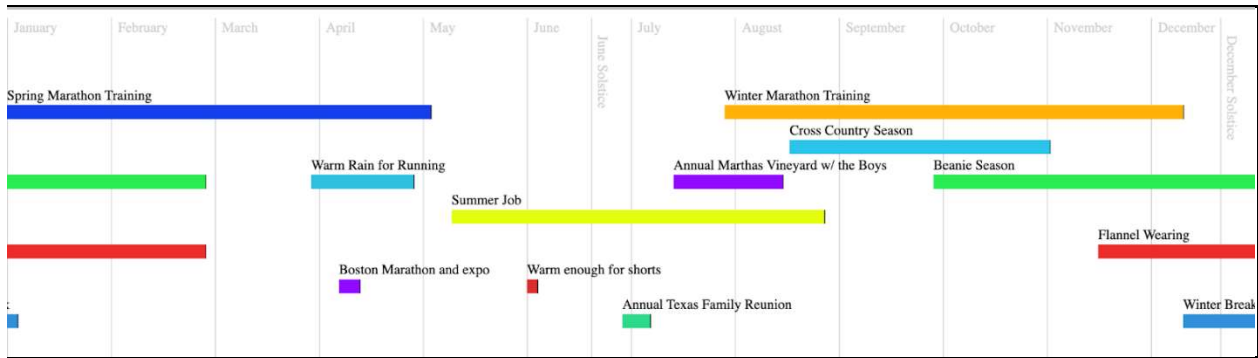 January February March April May June July August September October November December
June Solstice
December Solstice
Spring Marathon Training
Winter Marathon Training
Cross Country Season
Warm Rain for Running
Annual Marthas Vineyard w/ the Boys
Beanie Season
Summer Job
Flannel Wearing
Boston Marathon and expo
Warm enough for shorts
Annual Texas Family Reunion
Winter Break